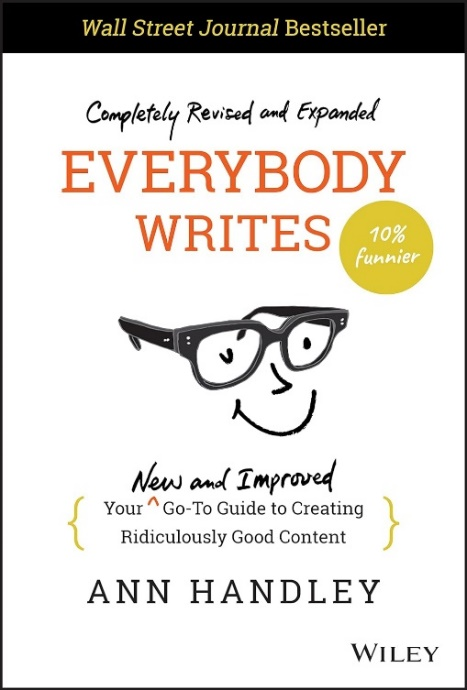 Wall Street Journal Bestseller
Completely Revised and Expanded
EVERYBODY
WRITES
10%
funnier
New and Improved
Your ^ Go-To Guide to Creating
Ridiculously Good Content
ANN HANDLEY
WILEY